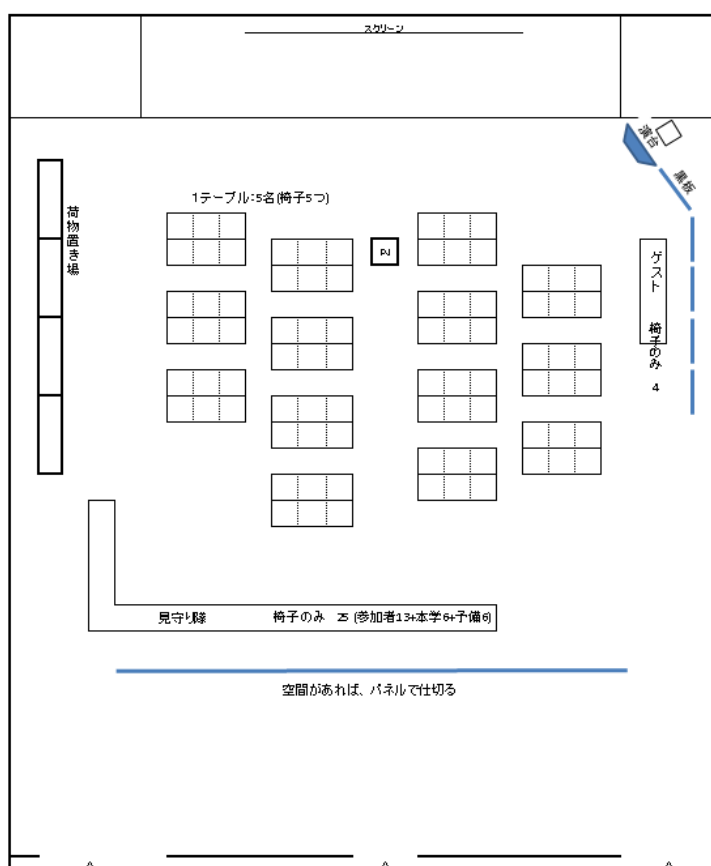 スクリーン
演台
黒板
1テーブル:5名(椅子5つ)
荷物置き場
ゲスト 椅子のみ 4
見守り隊 椅子のみ 25 (参加者13+本学6+予備6)
空間があれば、パネルで仕切る